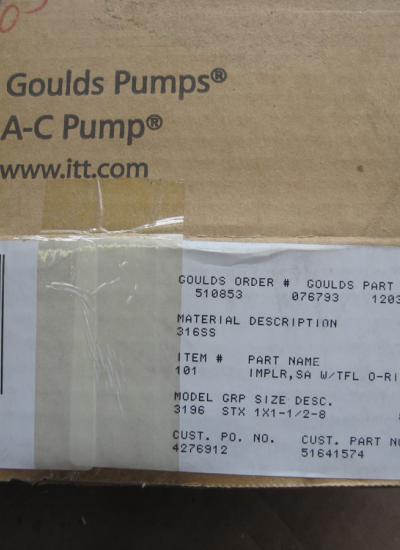 Goulds Pumps®
A-C Pump®
www.itt.com
GOULDS ORDER # GOULDS PART
510853 076793 1203
MATERIAL DESCRIPTION
316SS
ITEM # PART NAME
101 IMPLR,SA W/TFL O-RI
MODEL GRP SIZE DESC.
3196 STX 1X1-1/2-8
CUST. PO. NO. CUST. PART NO
4276912 51641574